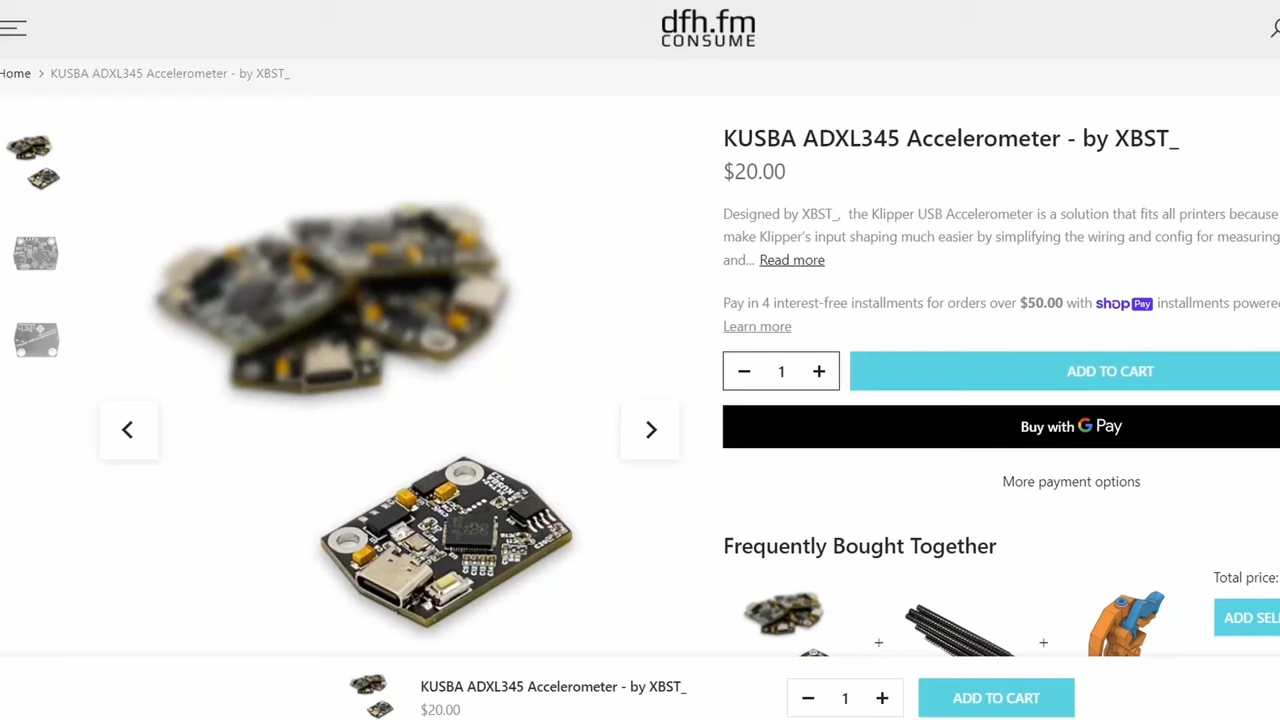 dfh.fm
CONSUME
Home > KUSBA ADXL345 Accelerometer - by XBST_
KUSBA ADXL345 Accelerometer - by XBST_
$20.00
Designed by XBST_, the Klipper USB Accelerometer is a solution that fits all printers because
make Klipper's input shaping much easier by simplifying the wiring and config for measuring
and... Read more
Pay in 4 interest-free installments for orders over $50.00 with shop Pay installments powere
Learn more
− 1 + ADD TO CART
Buy with G Pay
More payment options
KUSBA
Frequently Bought Together
Total price:
+ + ADD SEL
KUSBA ADXL345 Accelerometer - by XBST_
$20.00
− 1 + ADD TO CART